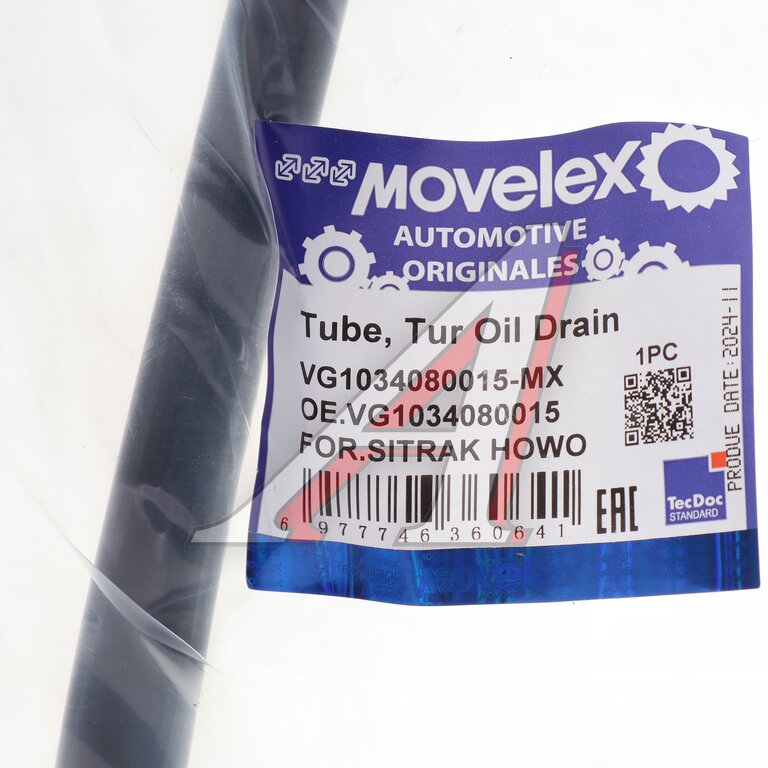 Movelex
AUTOMOTIVE
ORIGINALES
Tube, Tur Oil Drain
VG1034080015-MX
OE.VG1034080015
FOR.SITRAK HOWO
1PC
PRODUE DATE:2024-11
TecDoc
STANDARD
EAC
6 977746 360641